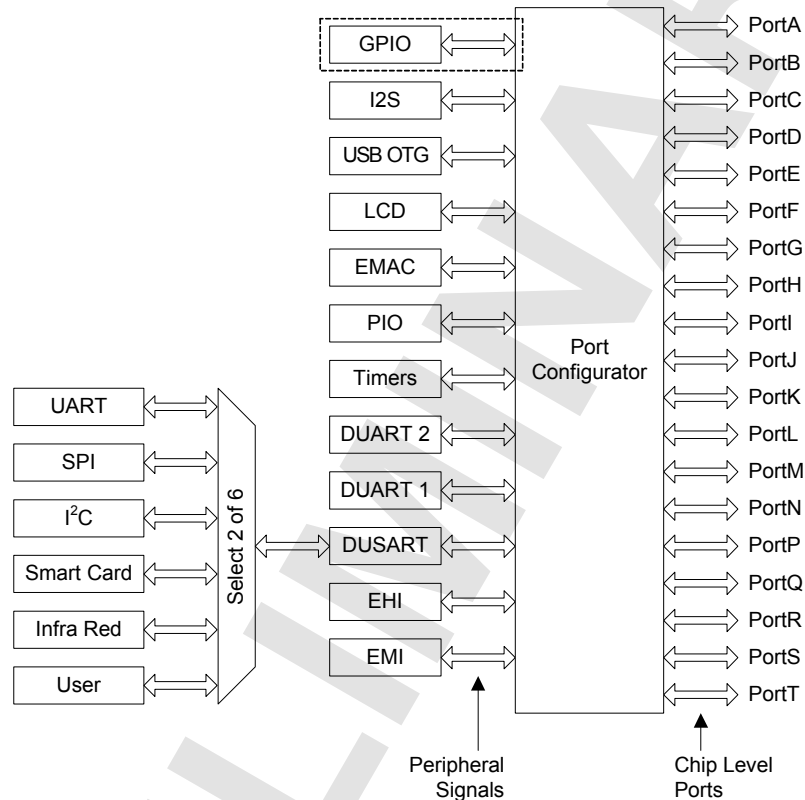 GPIO
I2S
USB OTG
LCD
EMAC
PIO
Timers
DUART 2
DUART 1
DUSART
EHI
EMI
UART
SPI
I²C
Smart Card
Infra Red
User
Select 2 of 6
Port
Configurator
PortA
PortB
PortC
PortD
PortE
PortF
PortG
PortH
PortI
PortJ
PortK
PortL
PortM
PortN
PortP
PortQ
PortR
PortS
PortT
Peripheral
Signals
Chip Level
Ports
LIMINAR